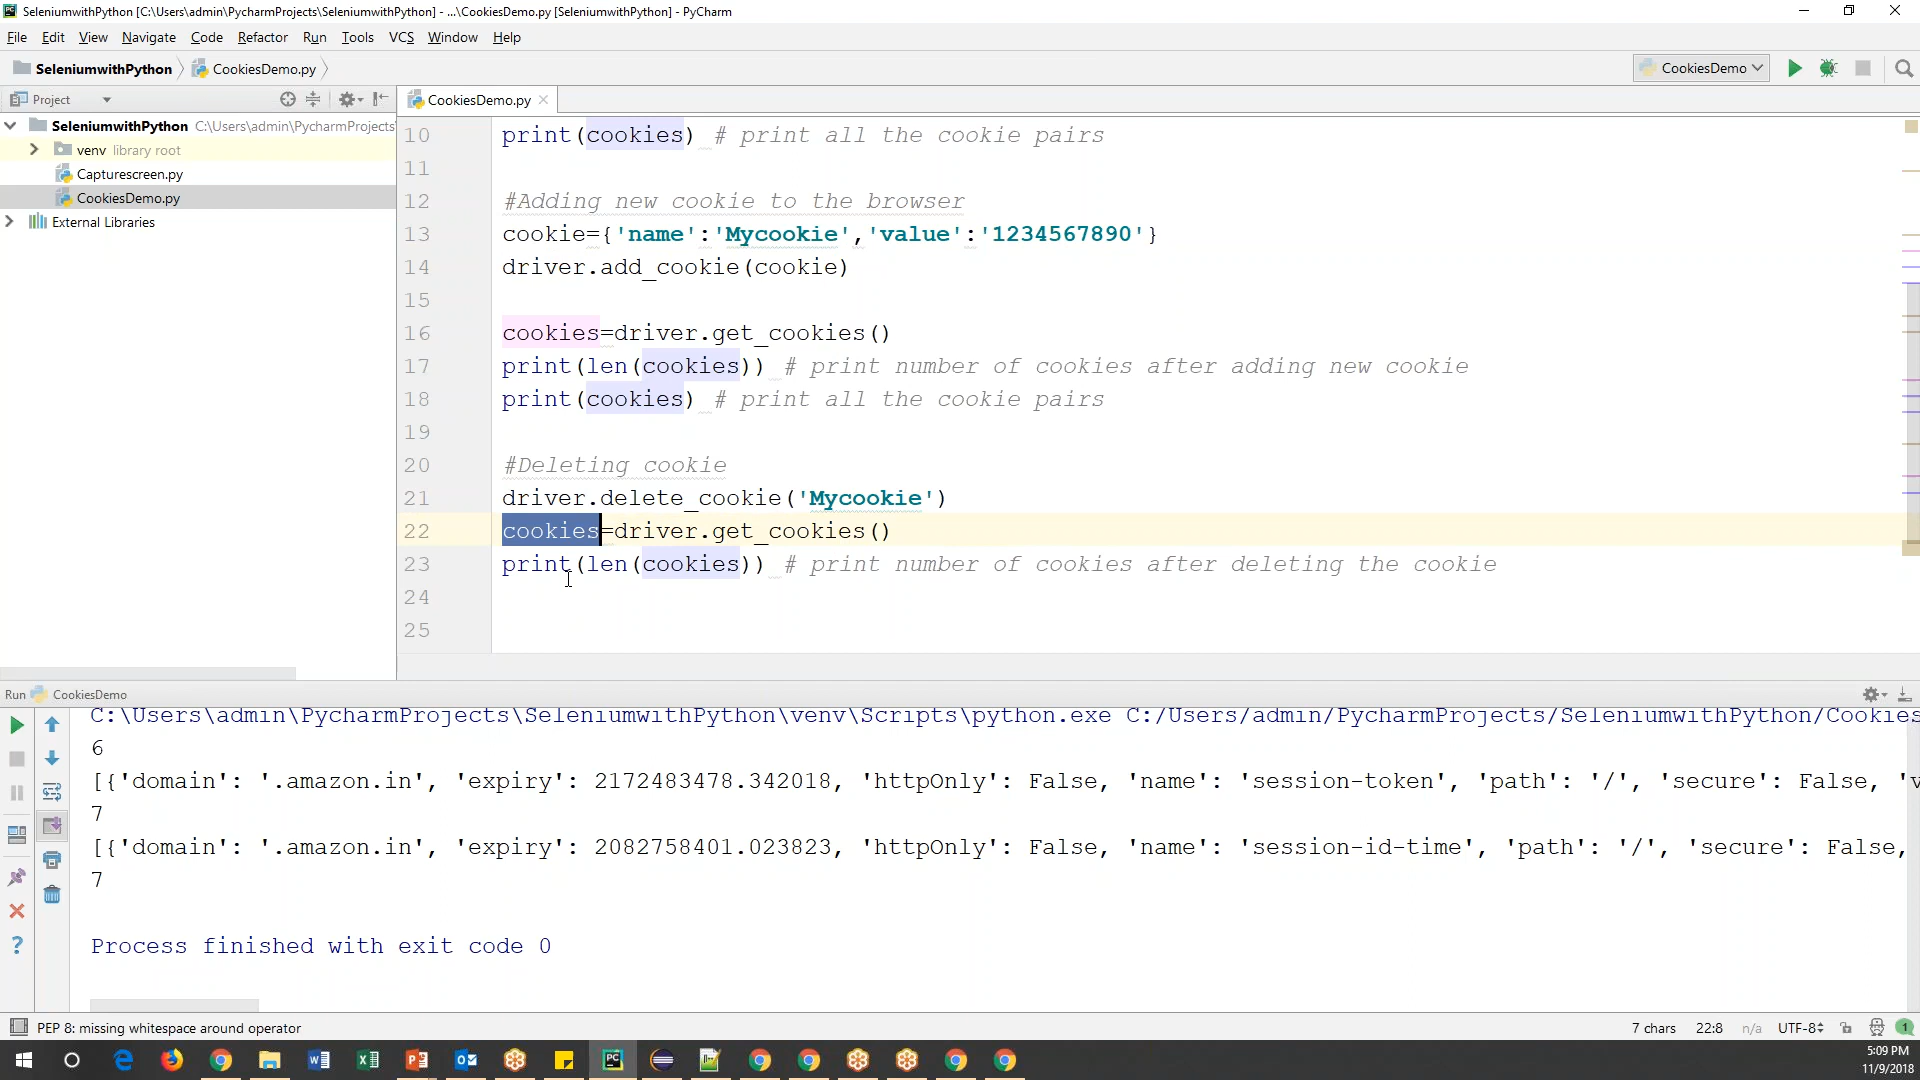 SeleniumwithPython [C:\Users\admin\PycharmProjects\SeleniumwithPython] - ...\CookiesDemo.py [SeleniumwithPython] - PyCharm
File Edit View Navigate Code Refactor Run Tools VCS Window Help
SeleniumwithPython CookiesDemo.py CookiesDemo
Project CookiesDemo.py
SeleniumwithPython C:\Users\admin\PycharmProjects
venv library root
Capturescreen.py
CookiesDemo.py
External Libraries
10 print(cookies) # print all the cookie pairs
11
12 #Adding new cookie to the browser
13 cookie={'name':'Mycookie','value':'1234567890'}
14 driver.add_cookie(cookie)
15
16 cookies=driver.get_cookies()
17 print(len(cookies)) # print number of cookies after adding new cookie
18 print(cookies) # print all the cookie pairs
19
20 #Deleting cookie
21 driver.delete_cookie('Mycookie')
22 cookies=driver.get_cookies()
23 print(len(cookies)) # print number of cookies after deleting the cookie
24
25
Run CookiesDemo
C:\Users\admin\PycharmProjects\SeleniumwithPython\venv\Scripts\python.exe C:/Users/admin/PycharmProjects/SeleniumwithPython/Cookies
6
[{'domain': '.amazon.in', 'expiry': 2172483478.342018, 'httpOnly': False, 'name': 'session-token', 'path': '/', 'secure': False, 'v
7
[{'domain': '.amazon.in', 'expiry': 2082758401.023823, 'httpOnly': False, 'name': 'session-id-time', 'path': '/', 'secure': False,
7
Process finished with exit code 0
PEP 8: missing whitespace around operator 7 chars 22:8 n/a UTF-8 1
5:09 PM
11/9/2018